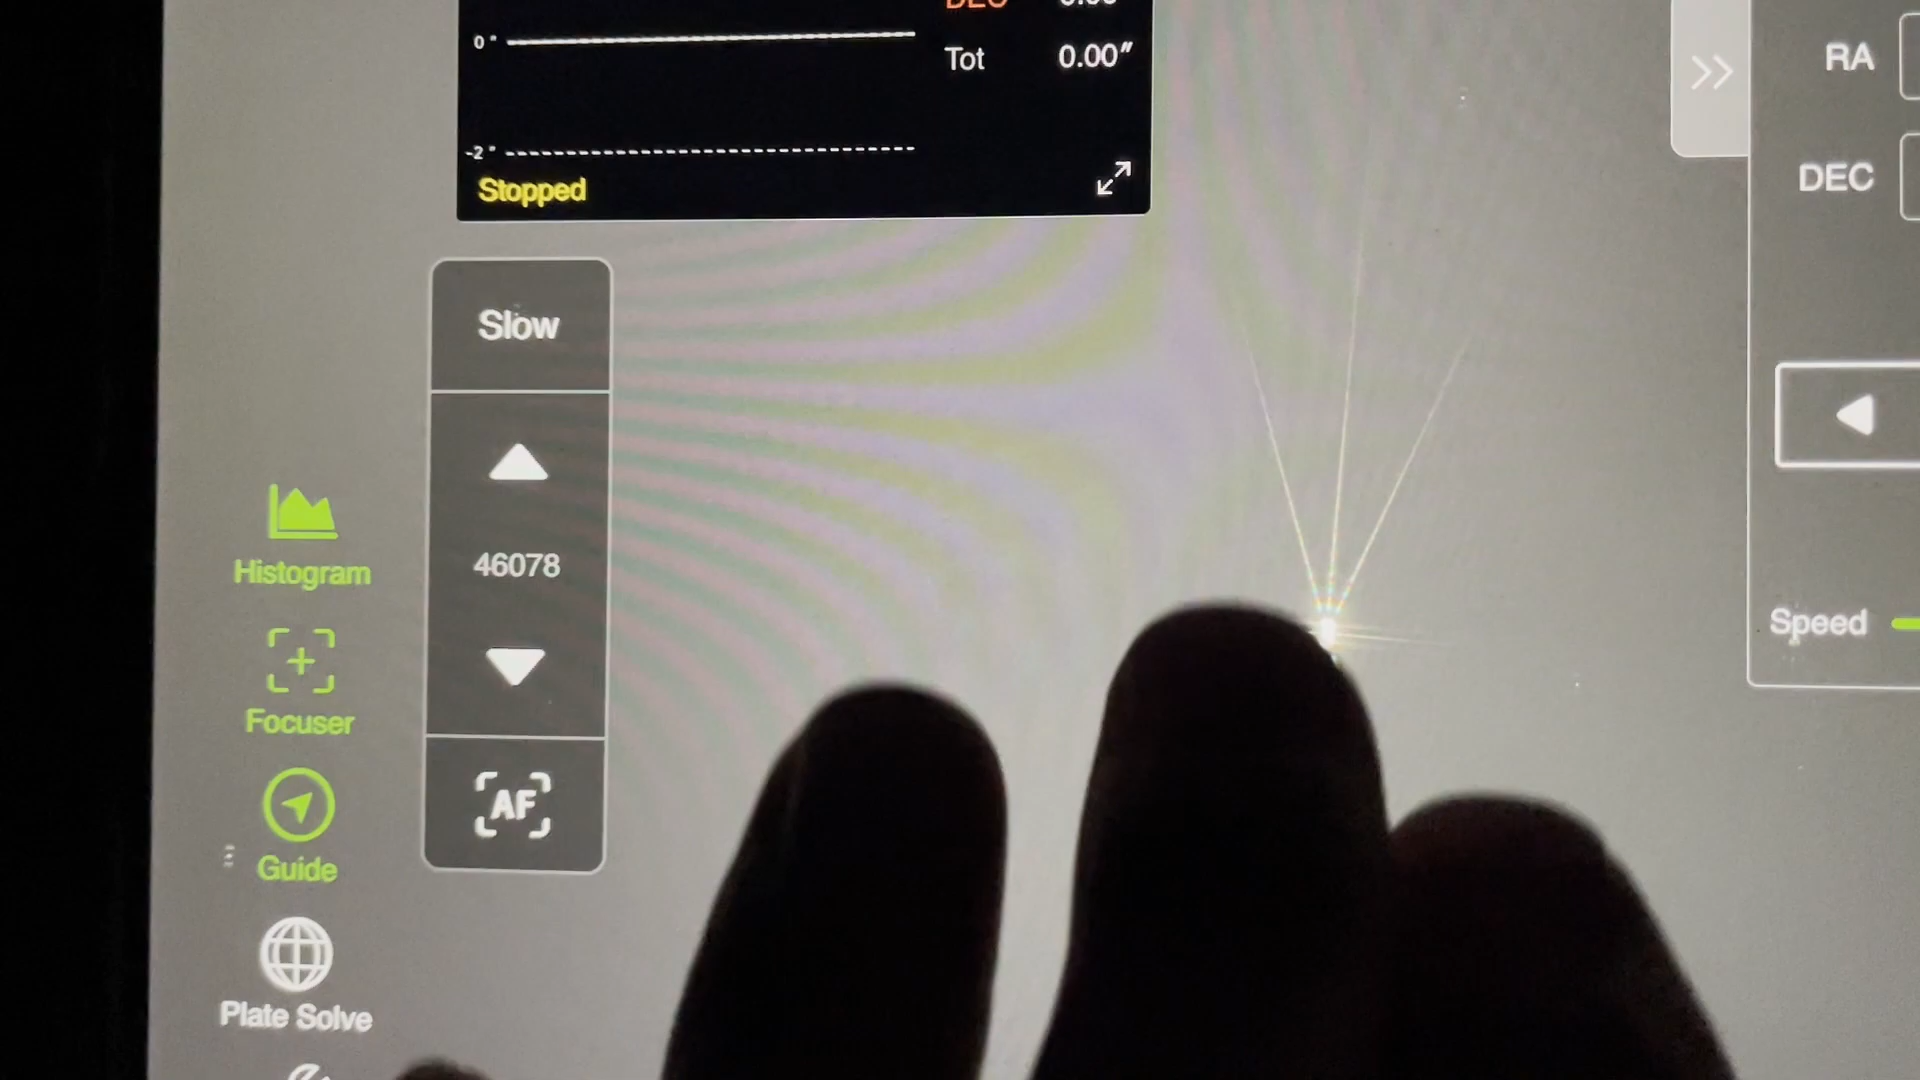 0"
Tot 0.00"
-2"
Stopped
RA
DEC
Slow
46078
AF
Histogram
Focuser
Guide
Plate Solve
Speed